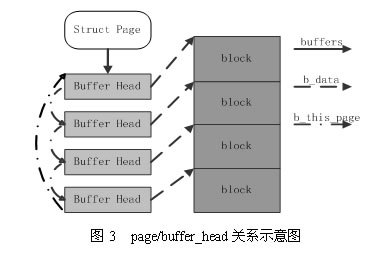 Struct Page
Buffer Head
Buffer Head
Buffer Head
Buffer Head
block
block
block
block
buffers
b_data
b_this_page
图 3 page/buffer_head 关系示意图